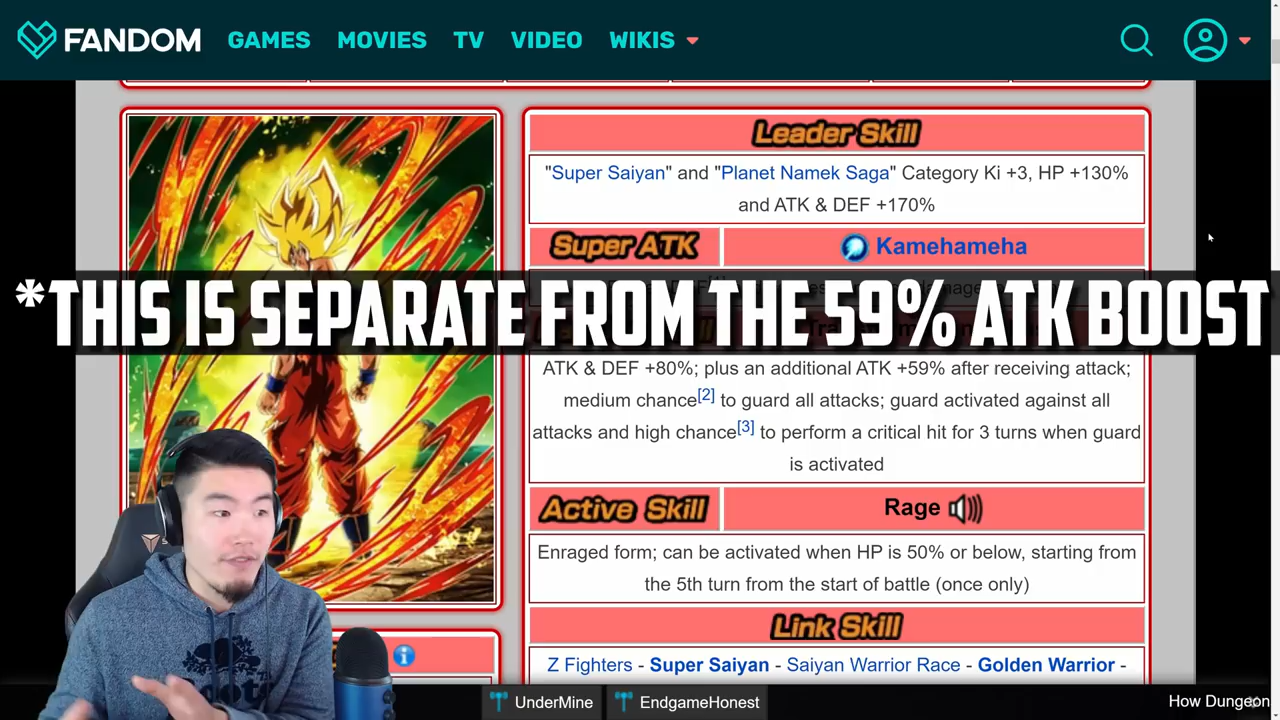 FANDOM GAMES MOVIES TV VIDEO WIKIS
Leader Skill
"Super Saiyan" and "Planet Namek Saga" Category Ki +3, HP +130%
and ATK & DEF +170%
Super ATK Kamehameha
*THIS IS SEPARATE FROM THE 59% ATK BOOST
ATK & DEF +80%; plus an additional ATK +59% after receiving attack;
medium chance[2] to guard all attacks; guard activated against all
attacks and high chance[3] to perform a critical hit for 3 turns when guard
is activated
Active Skill Rage
Enraged form; can be activated when HP is 50% or below, starting from
the 5th turn from the start of battle (once only)
Link Skill
Z Fighters - Super Saiyan - Saiyan Warrior Race - Golden Warrior -
UnderMine EndgameHonest How Dungeon